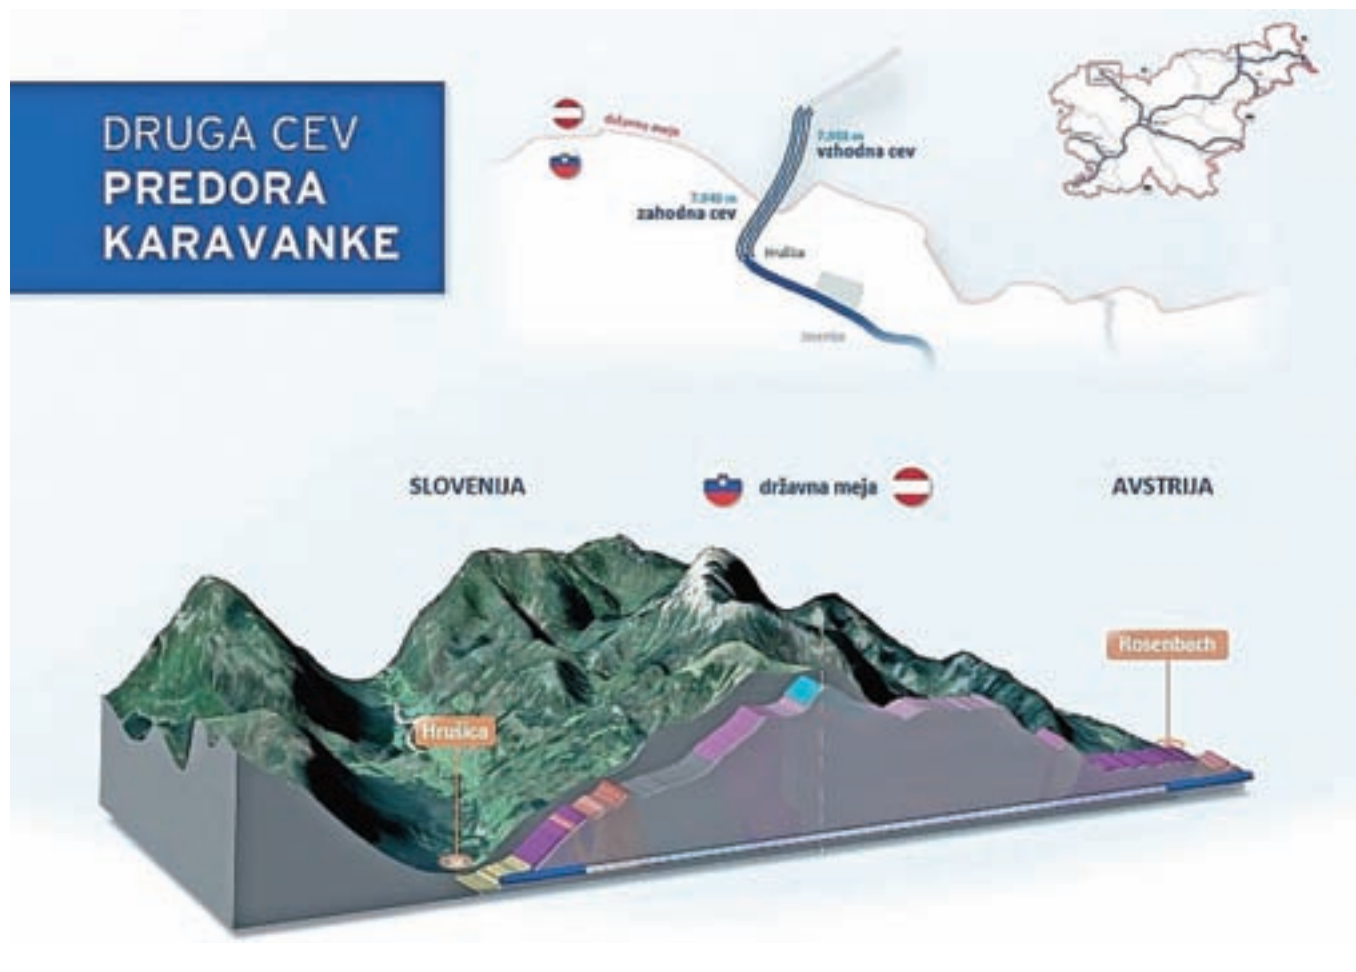 DRUGA CEV
PREDORA
KARAVANKE
državna meja
vzhodna cev
zahodna cev
Hrušica
SLOVENIJA
državna meja
AVSTRIJA
Rosenbach
Hrušica